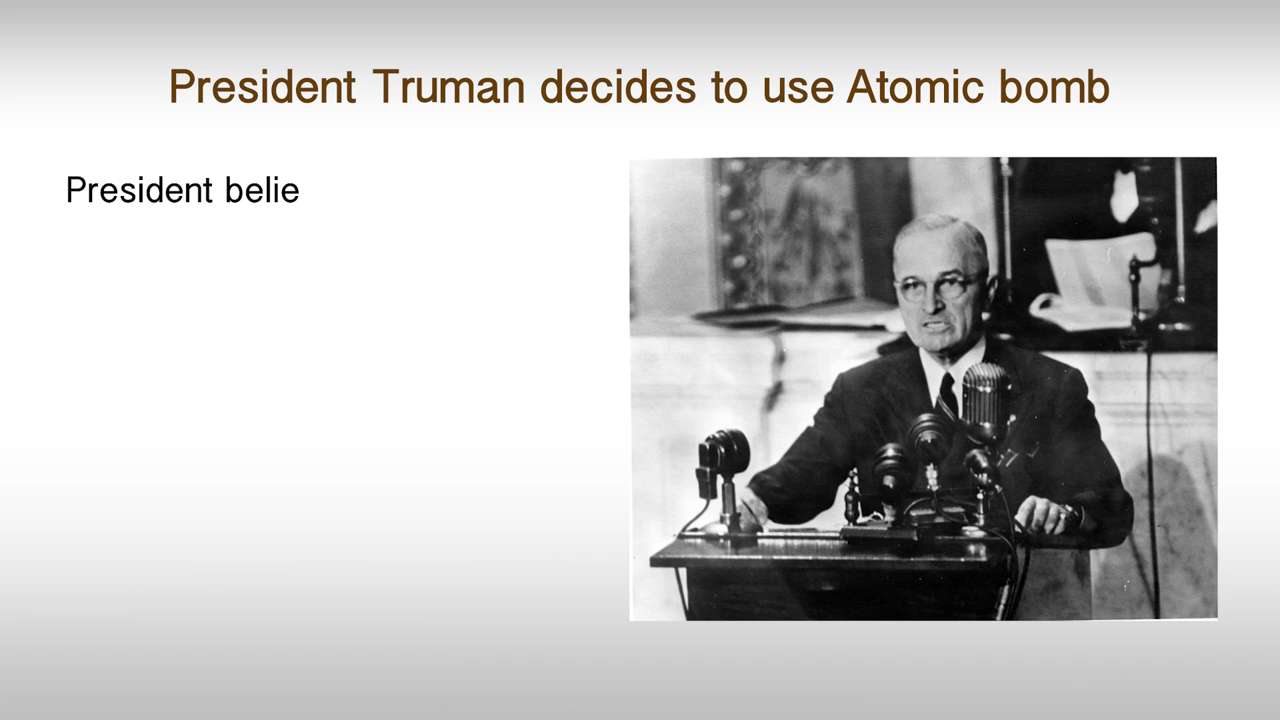 President Truman decides to use Atomic bomb
President belie